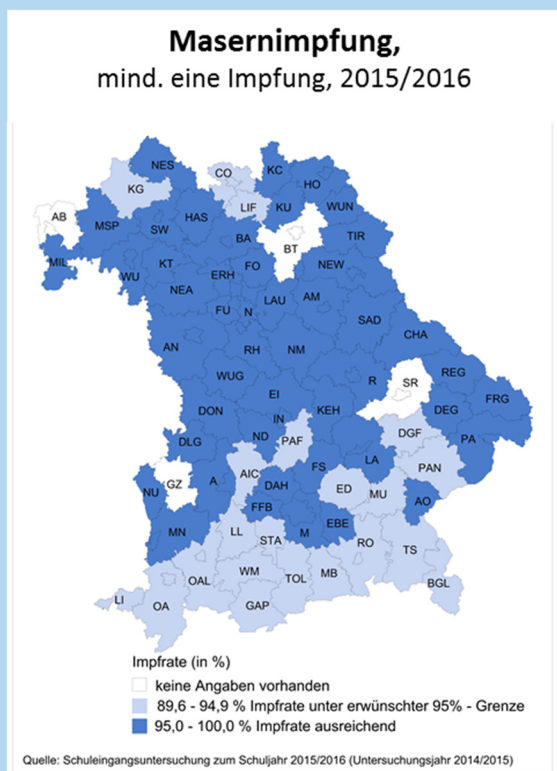 Masernimpfung,
mind. eine Impfung, 2015/2016
NES
CO
KC
KG
HO
AB
LIF
KU
WUN
MSP
SW
HAS
BA
BT
TIR
MIL
WU
KT
ERH
FO
NEW
NEA
LAU
AM
FU
N
SAD
AN
RH
NM
CHA
WUG
R
SR
REG
EI
FRG
DON
IN
KEH
DEG
DLG
ND
PAF
DGF
PA
FS
LA
PAN
NU
GZ
A
AIC
DAH
ED
MU
AO
FFB
MN
LL
STA
M
EBE
RO
TS
OAL
WM
TOL
MB
BGL
LI
OA
GAP
Impfrate (in %)
keine Angaben vorhanden
89,6 - 94,9 % Impfrate unter erwünschter 95% - Grenze
95,0 - 100,0 % Impfrate ausreichend
Quelle: Schuleingangsuntersuchung zum Schuljahr 2015/2016 (Untersuchungsjahr 2014/2015)